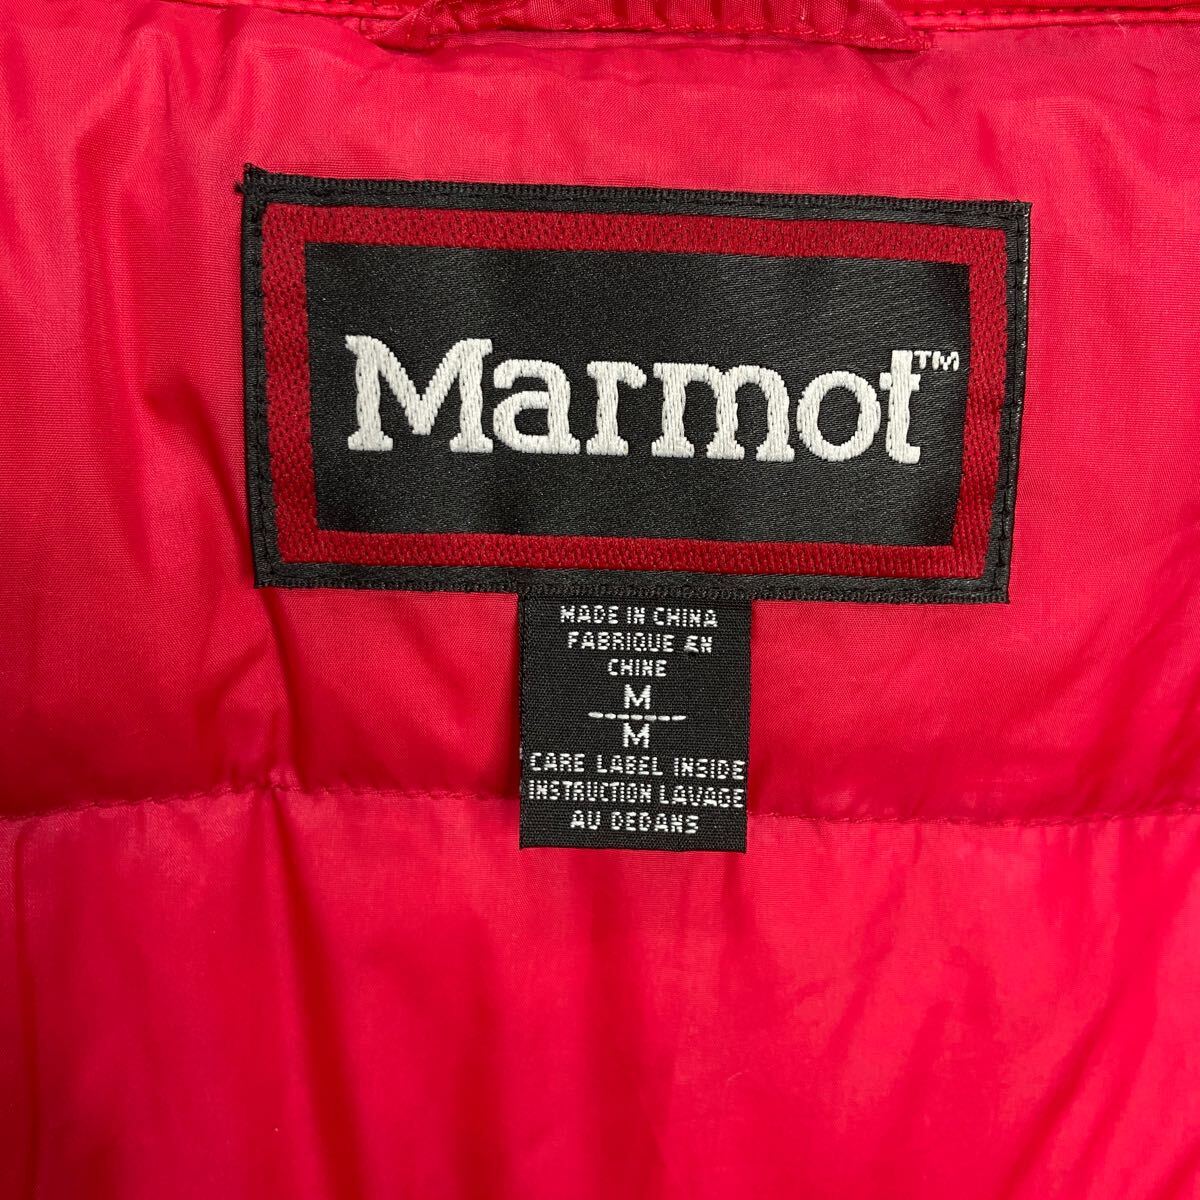 Marmot™
MADE IN CHINA
FABRIQUE EN
CHINE
M
M
CARE LABEL INSIDE
INSTRUCTION LAVAGE
AU DEDANS